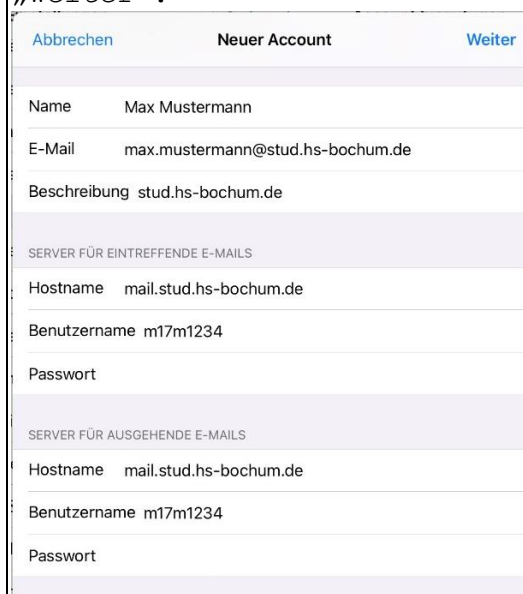 „Weiter“.
Abbrechen Neuer Account Weiter
Name Max Mustermann
E-Mail max.mustermann@stud.hs-bochum.de
Beschreibung stud.hs-bochum.de
SERVER FÜR EINTREFFENDE E-MAILS
Hostname mail.stud.hs-bochum.de
Benutzername m17m1234
Passwort
SERVER FÜR AUSGEHENDE E-MAILS
Hostname mail.stud.hs-bochum.de
Benutzername m17m1234
Passwort